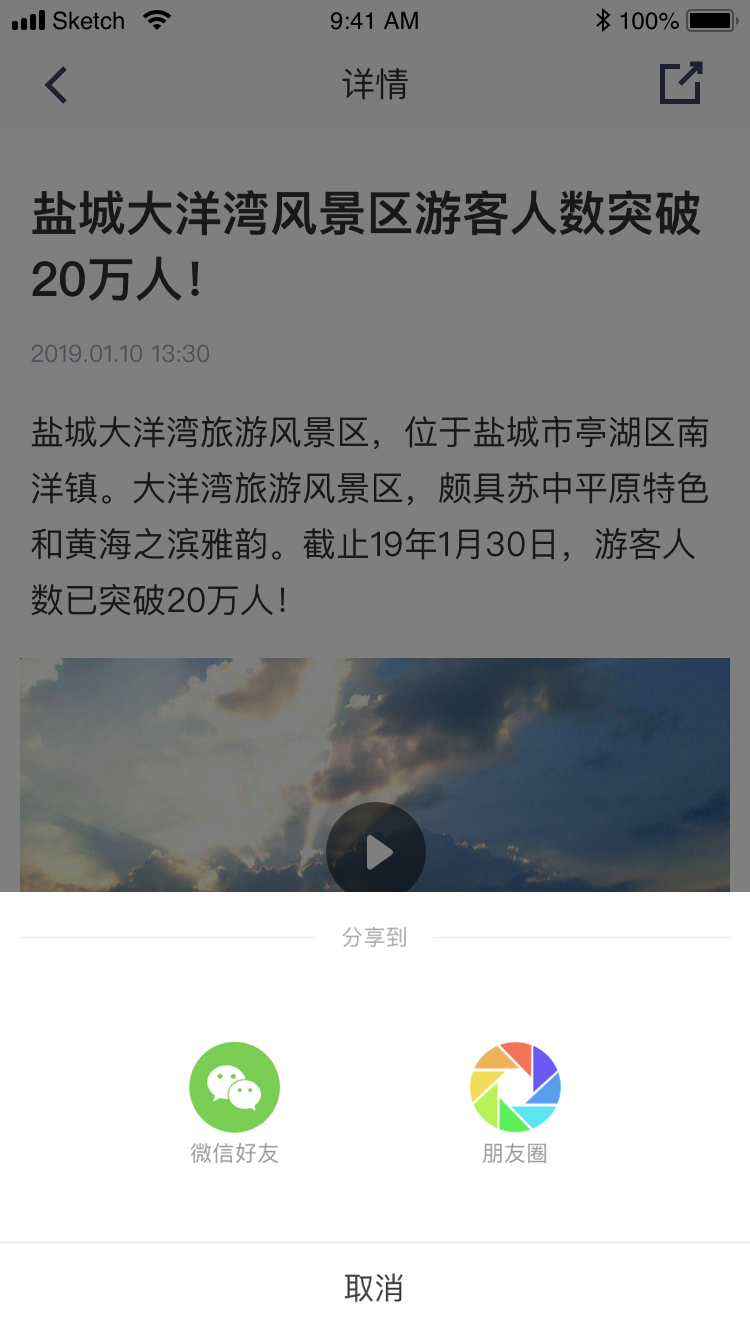 Sketch 9:41 AM 100%
详情
盐城大洋湾风景区游客人数突破
20万人！
2019.01.10 13:30
盐城大洋湾旅游风景区，位于盐城市亭湖区南
洋镇。大洋湾旅游风景区，颇具苏中平原特色
和黄海之滨雅韵。截止19年1月30日，游客人
数已突破20万人！
分享到
微信好友 朋友圈
取消